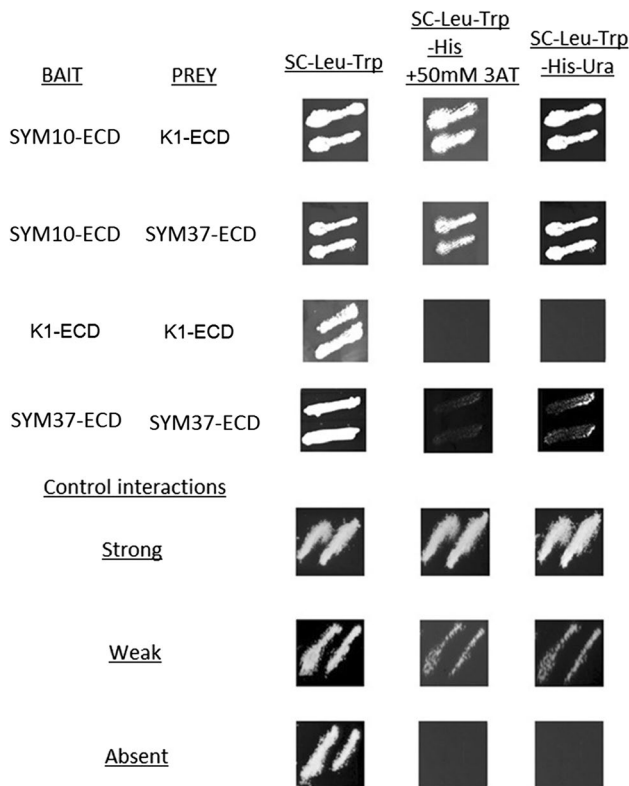 BAIT
PREY
SC-Leu-Trp
SC-Leu-Trp
-His
+50mM 3AT
SC-Leu-Trp
-His-Ura
SYM10-ECD
K1-ECD
SYM10-ECD
SYM37-ECD
K1-ECD
K1-ECD
SYM37-ECD
SYM37-ECD
Control interactions
Strong
Weak
Absent